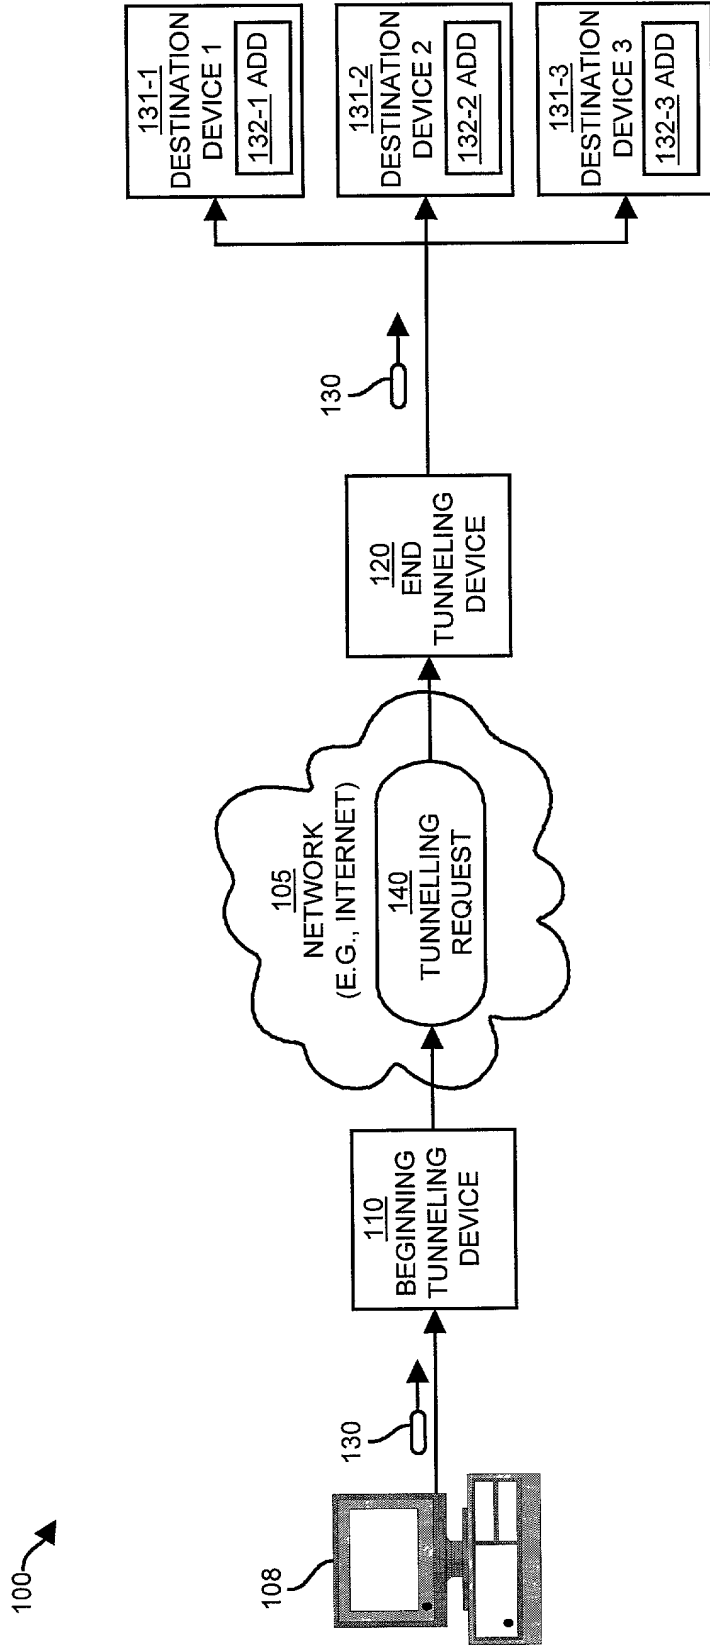 100
108
130
110
BEGINNING
TUNNELING
DEVICE
105
NETWORK
(E.G., INTERNET)
140
TUNNELLING
REQUEST
120
END
TUNNELING
DEVICE
130
131-1
DESTINATION
DEVICE 1
132-1 ADD
131-2
DESTINATION
DEVICE 2
132-2 ADD
131-3
DESTINATION
DEVICE 3
132-3 ADD